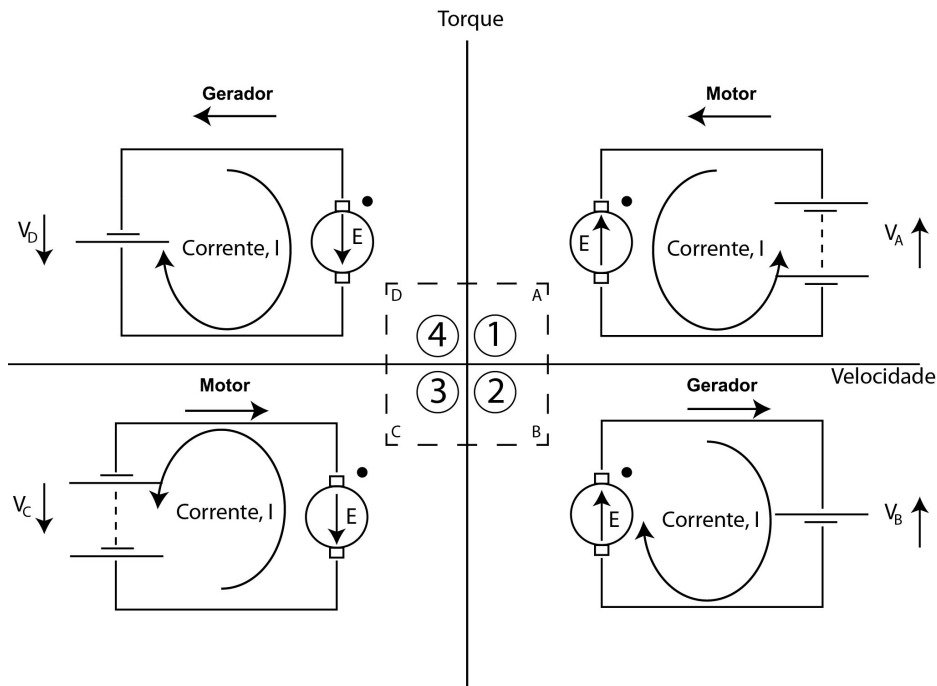 Torque
Gerador
Motor
V_D
Corrente, I
E
E
Corrente, I
V_A
D
A
4
1
Velocidade
3
2
C
B
Motor
Gerador
V_C
Corrente, I
E
E
Corrente, I
V_B